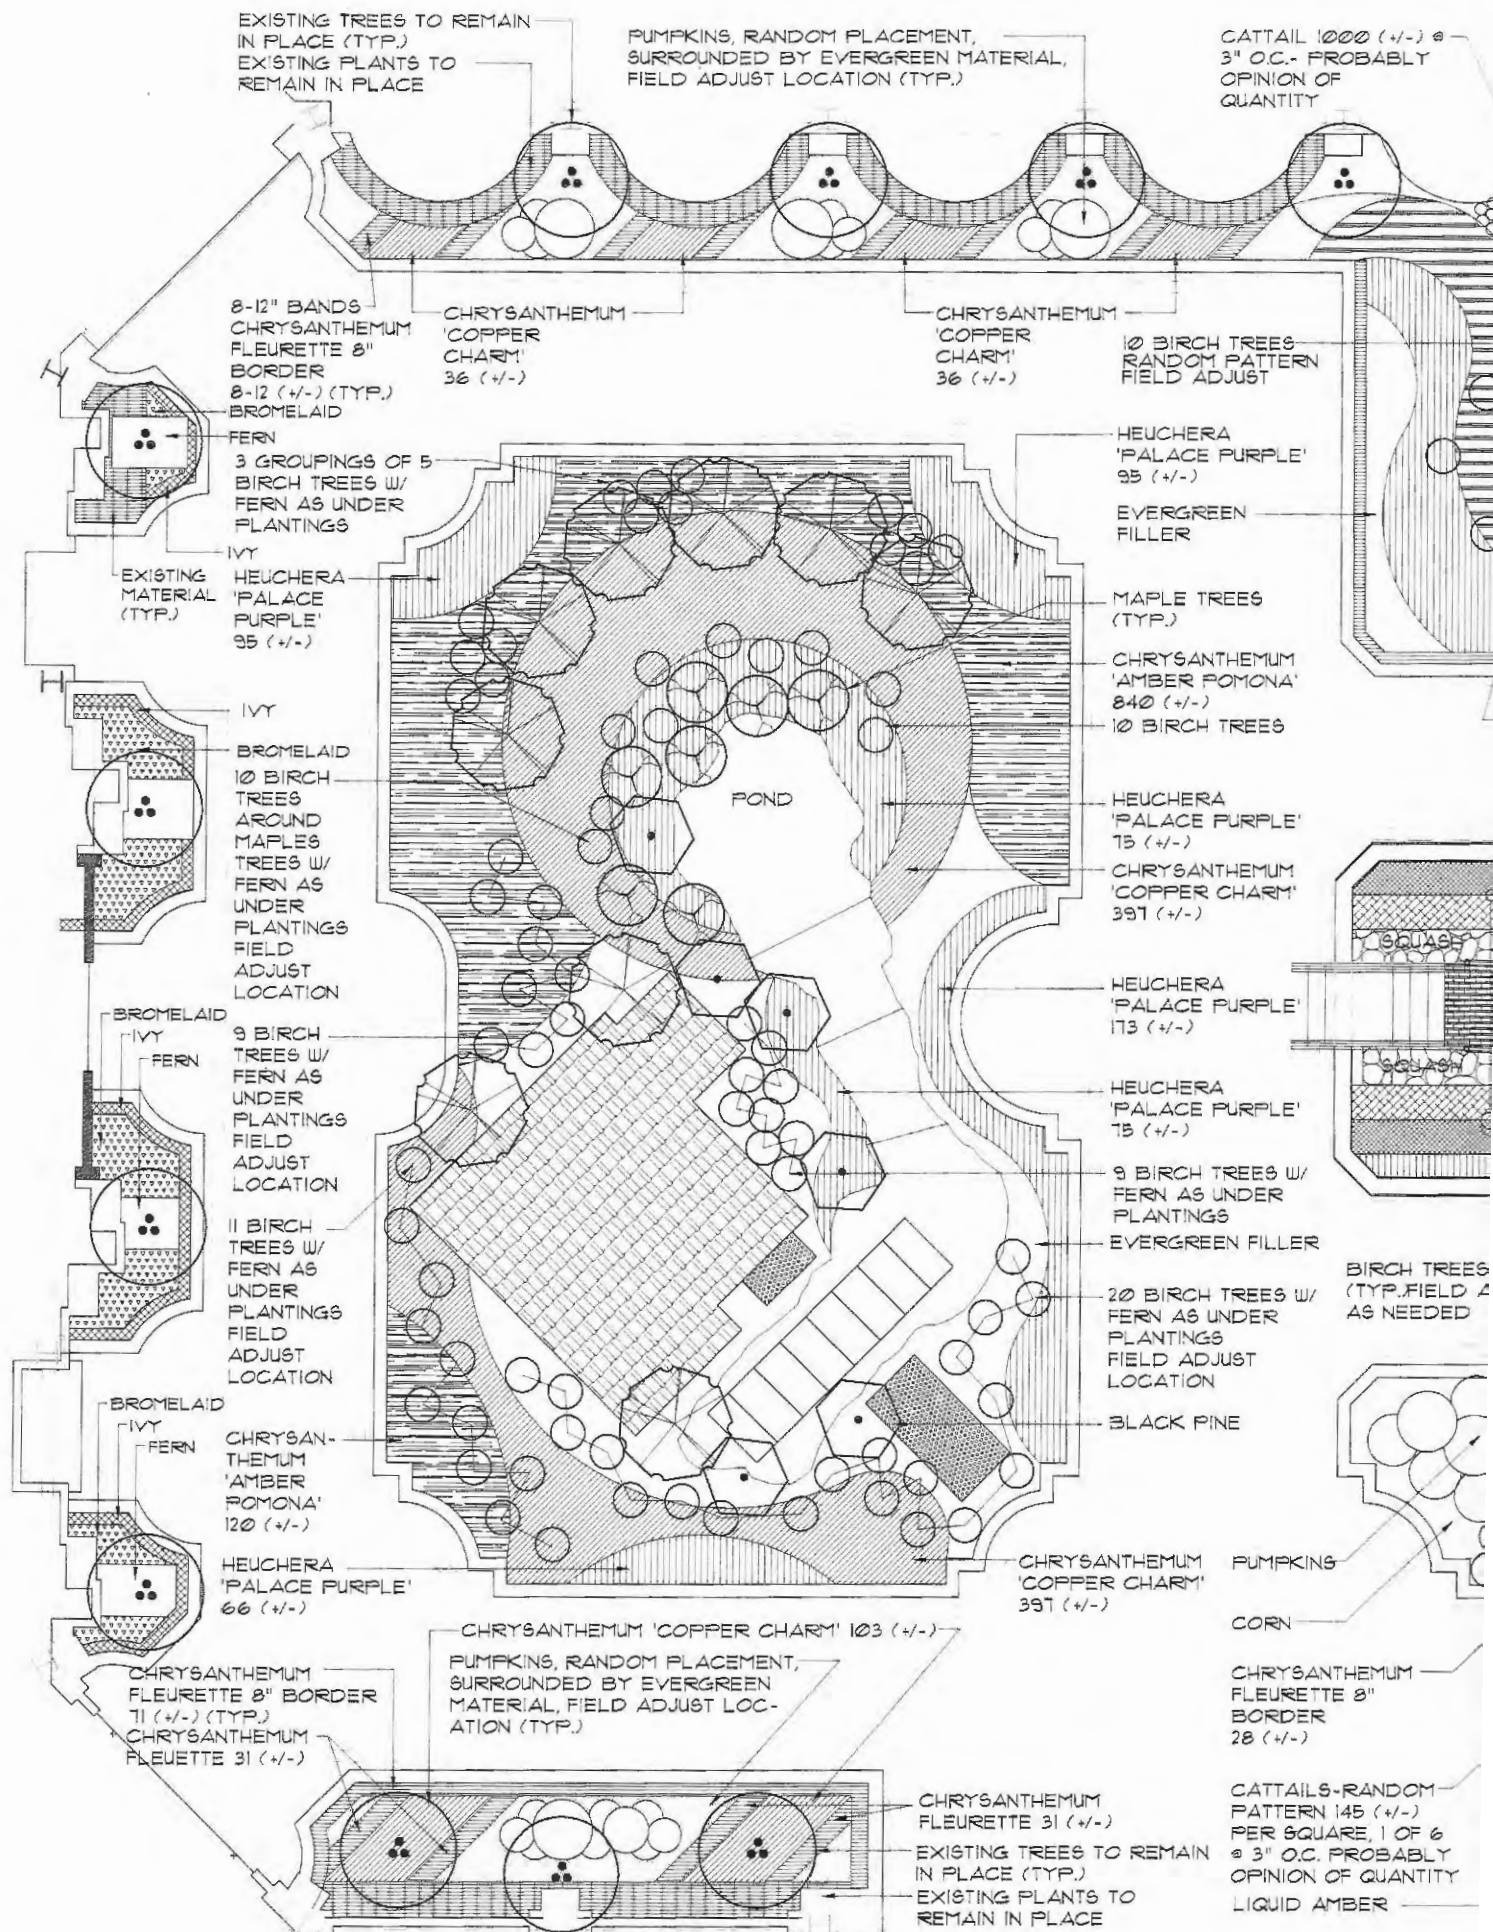 EXISTING TREES TO REMAIN
IN PLACE (TYP.)
EXISTING PLANTS TO
REMAIN IN PLACE
PUMPKINS, RANDOM PLACEMENT,
SURROUNDED BY EVERGREEN MATERIAL,
FIELD ADJUST LOCATION (TYP.)
CATTAIL 1000 (+/-) @
3" O.C.- PROBABLY
OPINION OF
QUANTITY
8-12" BANDS
CHRYSANTHEMUM
FLEURETTE 8"
BORDER
8-12 (+/-) (TYP.)
BROMELAID
FERN
CHRYSANTHEMUM
'COPPER
CHARM'
36 (+/-)
CHRYSANTHEMUM
'COPPER
CHARM'
36 (+/-)
10 BIRCH TREES
RANDOM PATTERN
FIELD ADJUST
3 GROUPINGS OF 5
BIRCH TREES W/
FERN AS UNDER
PLANTINGS
IVY
EXISTING
MATERIAL
(TYP.)
HEUCHERA
'PALACE
PURPLE'
95 (+/-)
HEUCHERA
'PALACE PURPLE'
95 (+/-)
EVERGREEN
FILLER
MAPLE TREES
(TYP.)
CHRYSANTHEMUM
'AMBER POMONA'
840 (+/-)
10 BIRCH TREES
IVY
BROMELAID
10 BIRCH
TREES
AROUND
MAPLES
TREES W/
FERN AS
UNDER
PLANTINGS
FIELD
ADJUST
LOCATION
POND
HEUCHERA
'PALACE PURPLE'
75 (+/-)
CHRYSANTHEMUM
'COPPER CHARM'
397 (+/-)
SQUASH
SQUASH
HEUCHERA
'PALACE PURPLE'
173 (+/-)
BROMELAID
IVY
FERN
9 BIRCH
TREES W/
FERN AS
UNDER
PLANTINGS
FIELD
ADJUST
LOCATION
HEUCHERA
'PALACE PURPLE'
75 (+/-)
9 BIRCH TREES W/
FERN AS UNDER
PLANTINGS
EVERGREEN FILLER
11 BIRCH
TREES W/
FERN AS
UNDER
PLANTINGS
FIELD
ADJUST
LOCATION
20 BIRCH TREES W/
FERN AS UNDER
PLANTINGS
FIELD ADJUST
LOCATION
BIRCH TREES
(TYP.)FIELD A
AS NEEDED
BLACK PINE
BROMELAID
IVY
FERN
CHRYSAN-
THEMUM
'AMBER
POMONA'
120 (+/-)
HEUCHERA
'PALACE PURPLE'
66 (+/-)
CHRYSANTHEMUM
'COPPER CHARM'
397 (+/-)
PUMPKINS
CORN
CHRYSANTHEMUM 'COPPER CHARM' 103 (+/-)
PUMPKINS, RANDOM PLACEMENT,
SURROUNDED BY EVERGREEN
MATERIAL, FIELD ADJUST LOC-
ATION (TYP.)
CHRYSANTHEMUM
FLEURETTE 8" BORDER
71 (+/-) (TYP.)
CHRYSANTHEMUM
FLEUETTE 31 (+/-)
CHRYSANTHEMUM
FLEURETTE 8"
BORDER
28 (+/-)
CHRYSANTHEMUM
FLEURETTE 31 (+/-)
EXISTING TREES TO REMAIN
IN PLACE (TYP.)
EXISTING PLANTS TO
REMAIN IN PLACE
CATTAILS-RANDOM
PATTERN 145 (+/-)
PER SQUARE, 1 OF 6
@ 3" O.C. PROBABLY
OPINION OF QUANTITY
LIQUID AMBER